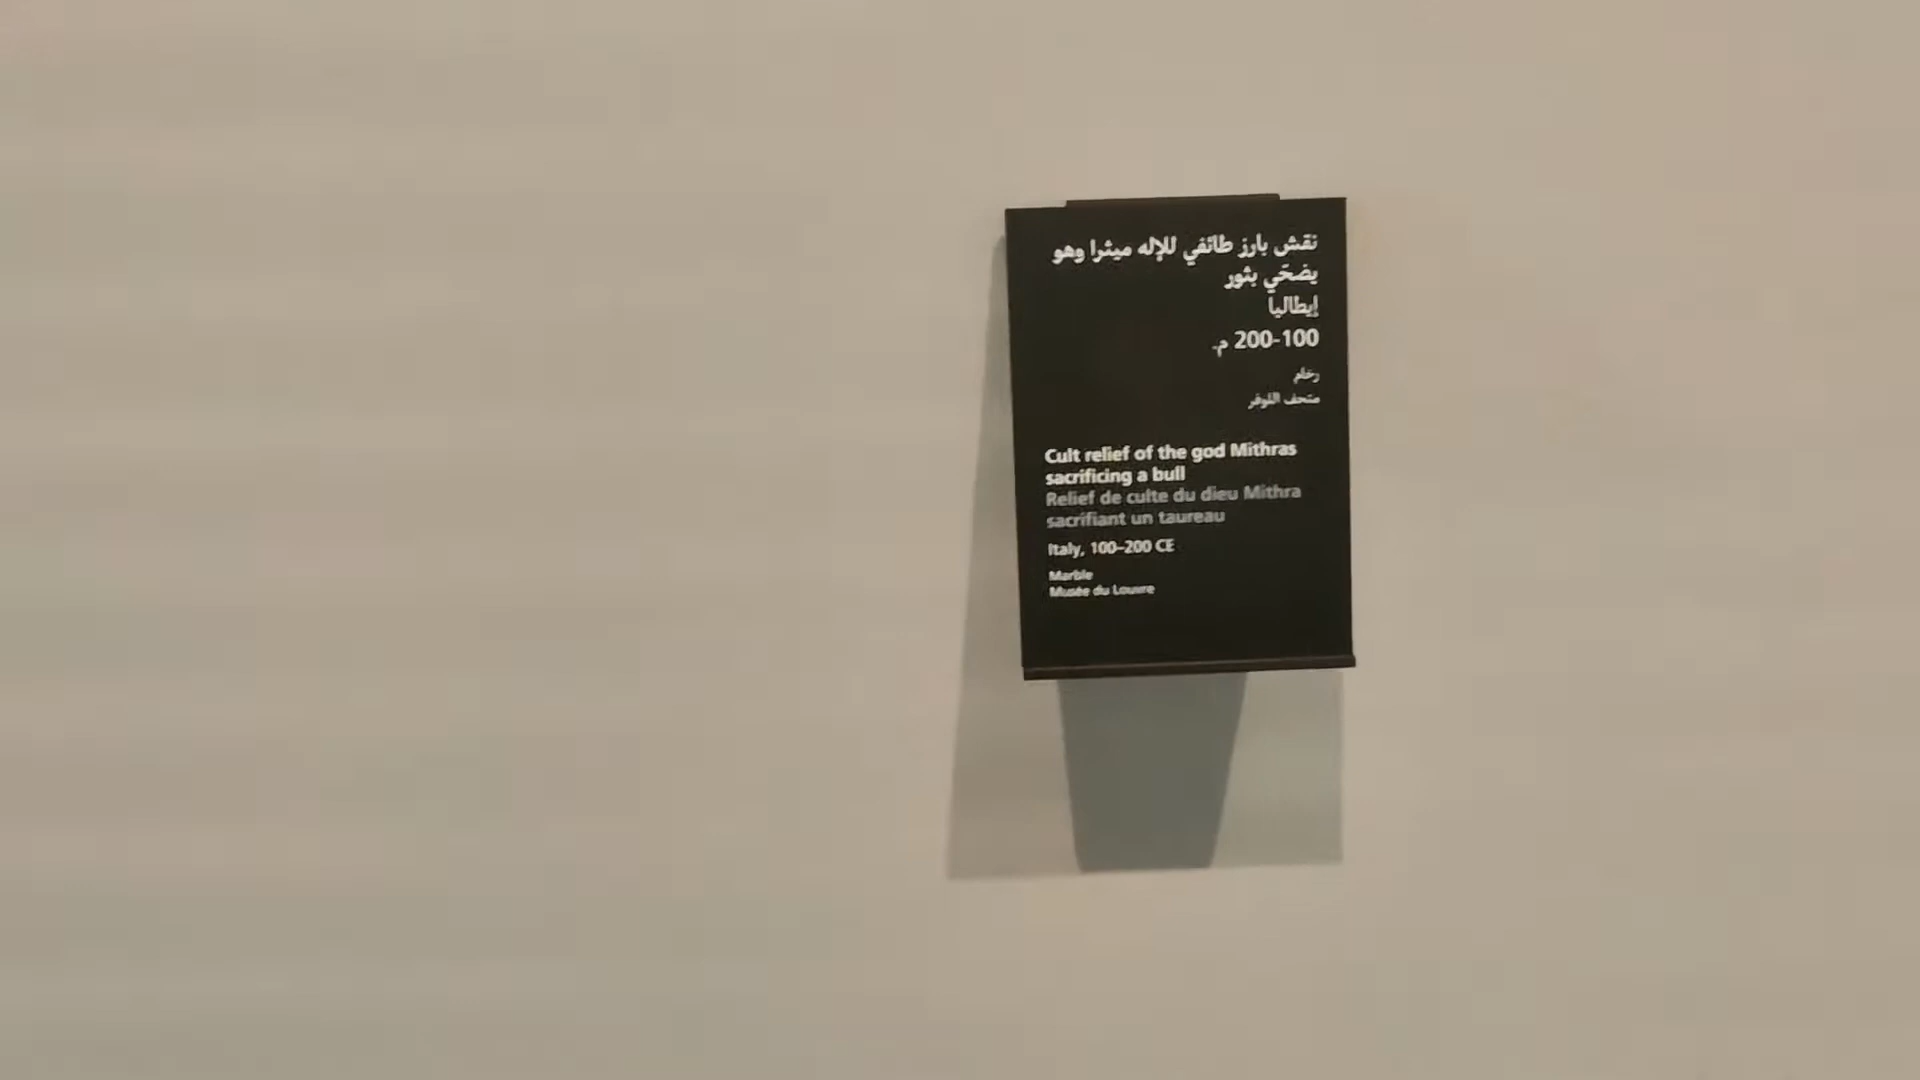 نقش بارز طائفي للإله ميثرا وهو
يضحّي بثور
إيطاليا
200-100 م.
رخام
متحف اللوفر
Cult relief of the god Mithras
sacrificing a bull
Relief de culte du dieu Mithra
sacrifiant un taureau
Italy, 100–200 CE
Marble
Musée du Louvre